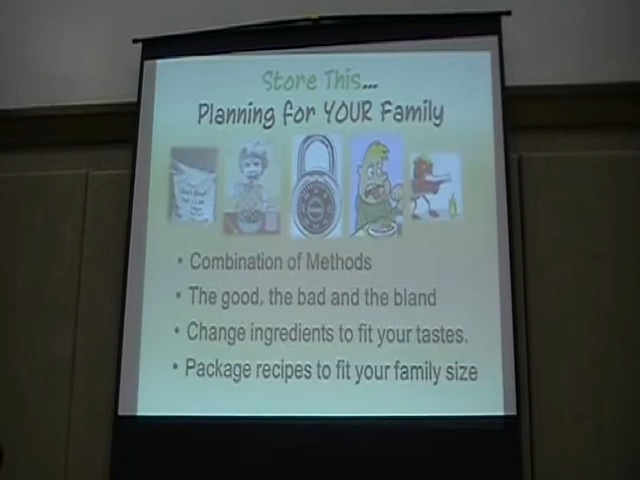 Store This...
Planning for YOUR Family
• Combination of Methods
• The good, the bad and the bland
• Change ingredients to fit your tastes.
• Package recipes to fit your family size